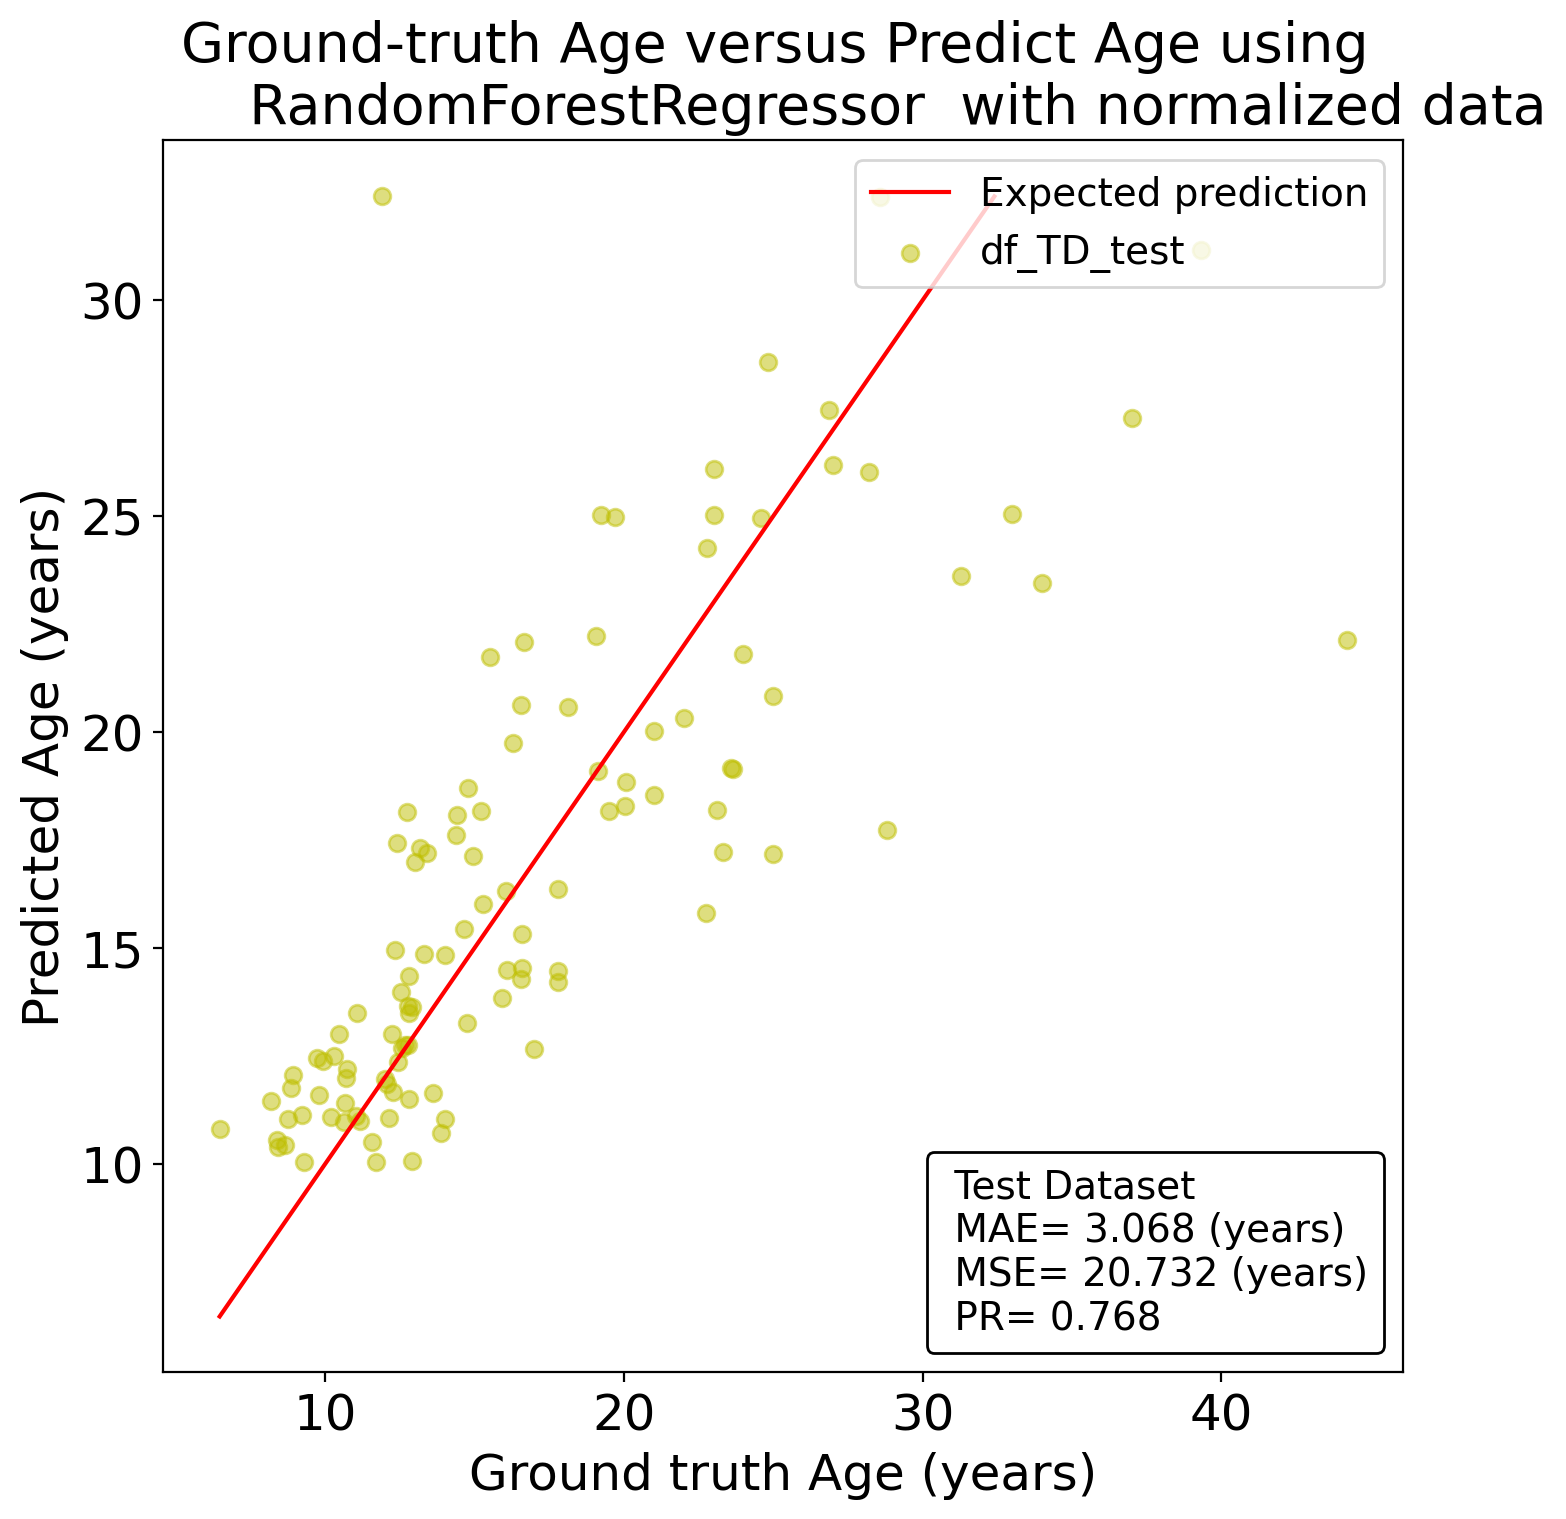 Ground-truth Age versus Predict Age using
RandomForestRegressor  with normalized data
Expected prediction
df_TD_test
Predicted Age (years)
30
25
20
15
10
Test Dataset
MAE= 3.068 (years)
MSE= 20.732 (years)
PR= 0.768
10 20 30 40
Ground truth Age (years)